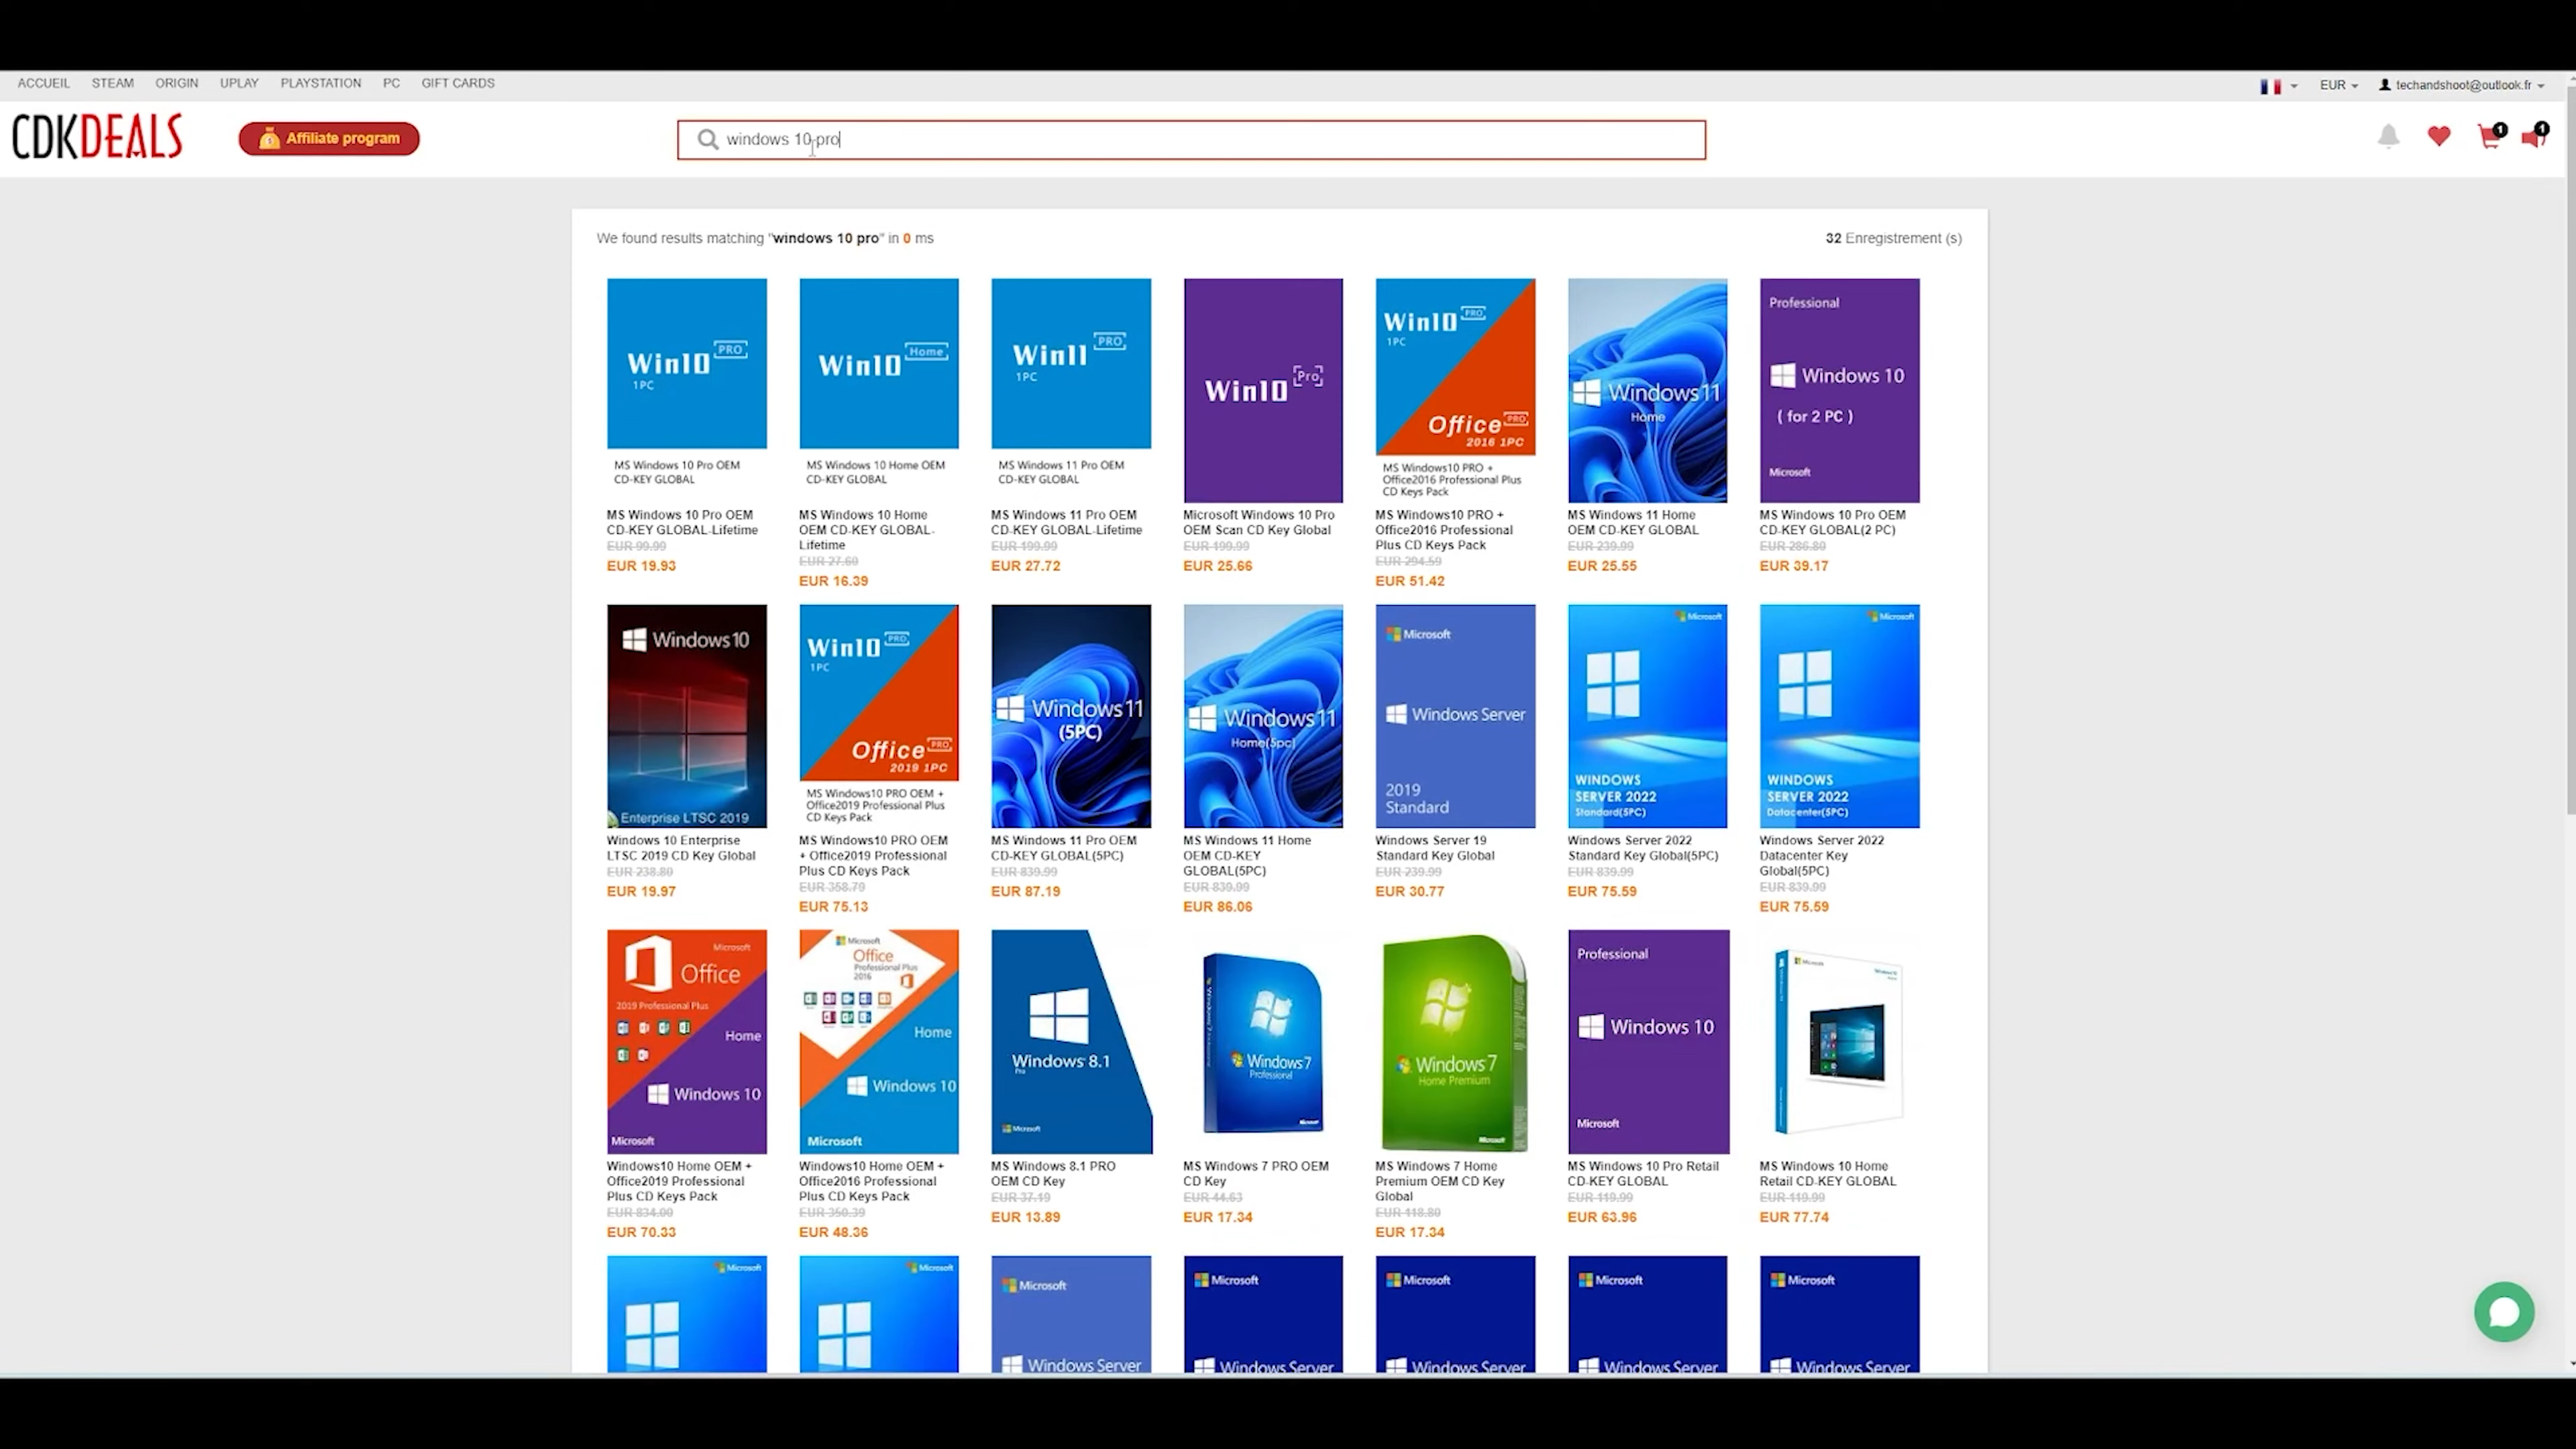 ACCUEIL STEAM ORIGIN UPLAY PLAYSTATION PC GIFT CARDS
EUR techandshoot@outlook.fr
CDKDEALS Affiliate program windows 10 pro 1 1
We found results matching "windows 10 pro" in 0 ms
32 Enregistrement (s)
Win10 PRO
1PC
MS Windows 10 Pro OEM
CD-KEY GLOBAL
MS Windows 10 Pro OEM
CD-KEY GLOBAL-Lifetime
EUR 99.99
EUR 19.93
Win10 Home
MS Windows 10 Home OEM
CD-KEY GLOBAL
MS Windows 10 Home
OEM CD-KEY GLOBAL-
Lifetime
EUR 27.60
EUR 16.39
Win11 PRO
1PC
MS Windows 11 Pro OEM
CD-KEY GLOBAL
MS Windows 11 Pro OEM
CD-KEY GLOBAL-Lifetime
EUR 199.99
EUR 27.72
Win10 Pro
Microsoft Windows 10 Pro
OEM Scan CD Key Global
EUR 199.99
EUR 25.66
Win10 PRO
1PC
Office PRO
2016 1PC
MS Windows10 PRO +
Office2016 Professional Plus
CD Keys Pack
MS Windows10 PRO +
Office2016 Professional
Plus CD Keys Pack
EUR 294.59
EUR 51.42
Windows 11
Home
MS Windows 11 Home
OEM CD-KEY GLOBAL
EUR 239.99
EUR 25.55
Professional
Windows 10
( for 2 PC )
Microsoft
MS Windows 10 Pro OEM
CD-KEY GLOBAL(2 PC)
EUR 286.80
EUR 39.17
Windows 10
Enterprise LTSC 2019
Windows 10 Enterprise
LTSC 2019 CD Key Global
EUR 238.80
EUR 19.97
Win10 PRO
1PC
Office PRO
2019 1PC
MS Windows10 PRO OEM +
Office2019 Professional Plus
CD Keys Pack
MS Windows10 PRO OEM
+ Office2019 Professional
Plus CD Keys Pack
EUR 358.79
EUR 75.13
Windows 11
(5PC)
MS Windows 11 Pro OEM
CD-KEY GLOBAL(5PC)
EUR 839.99
EUR 87.19
Windows 11
Home(5pc)
MS Windows 11 Home
OEM CD-KEY
GLOBAL(5PC)
EUR 839.99
EUR 86.06
Microsoft
Windows Server
2019
Standard
Windows Server 19
Standard Key Global
EUR 239.99
EUR 30.77
Microsoft
WINDOWS
SERVER 2022
Standard(5PC)
Windows Server 2022
Standard Key Global(5PC)
EUR 839.99
EUR 75.59
Microsoft
WINDOWS
SERVER 2022
Datacenter(5PC)
Windows Server 2022
Datacenter Key
Global(5PC)
EUR 839.99
EUR 75.59
Microsoft
Office
2019 Professional Plus
Home
Windows 10
Microsoft
Windows10 Home OEM +
Office2019 Professional
Plus CD Keys Pack
EUR 834.00
EUR 70.33
Microsoft
Office
Professional Plus
2016
Home
Windows 10
Microsoft
Windows10 Home OEM +
Office2016 Professional
Plus CD Keys Pack
EUR 350.39
EUR 48.36
Windows 8.1
Pro
Microsoft
MS Windows 8.1 PRO
OEM CD Key
EUR 37.19
EUR 13.89
Windows 7
Professional
Microsoft
MS Windows 7 PRO OEM
CD Key
EUR 44.63
EUR 17.34
Windows 7
Home Premium
Microsoft
MS Windows 7 Home
Premium OEM CD Key
Global
EUR 118.80
EUR 17.34
Professional
Windows 10
Microsoft
MS Windows 10 Pro Retail
CD-KEY GLOBAL
EUR 119.99
EUR 63.96
Microsoft
MS Windows 10 Home
Retail CD-KEY GLOBAL
EUR 119.99
EUR 77.74
Microsoft
Microsoft
Microsoft
Windows Server
Microsoft
Windows Server
Microsoft
Windows Server
Microsoft
Windows Server
Microsoft
Windows Server